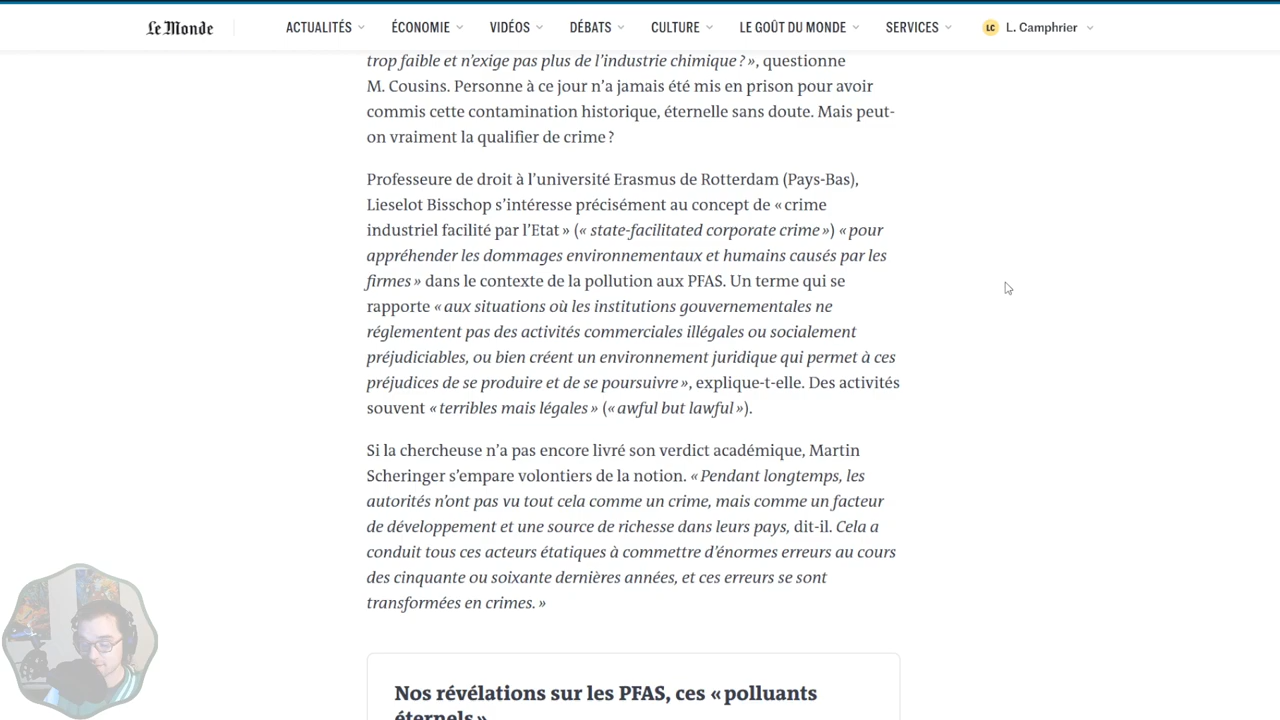 Le Monde
ACTUALITÉS
ÉCONOMIE
VIDÉOS
DÉBATS
CULTURE
LE GOÛT DU MONDE
SERVICES
LC
L. Camphrier
trop faible et n’exige pas plus de l’industrie chimique ? », questionne
M. Cousins. Personne à ce jour n’a jamais été mis en prison pour avoir
commis cette contamination historique, éternelle sans doute. Mais peut-
on vraiment la qualifier de crime ?
Professeure de droit à l’université Erasmus de Rotterdam (Pays-Bas),
Lieselot Bisschop s’intéresse précisément au concept de « crime
industriel facilité par l’Etat » (« state-facilitated corporate crime ») « pour
appréhender les dommages environnementaux et humains causés par les
firmes » dans le contexte de la pollution aux PFAS. Un terme qui se
rapporte « aux situations où les institutions gouvernementales ne
réglementent pas des activités commerciales illégales ou socialement
préjudiciables, ou bien créent un environnement juridique qui permet à ces
préjudices de se produire et de se poursuivre », explique-t-elle. Des activités
souvent « terribles mais légales » (« awful but lawful »).
Si la chercheuse n’a pas encore livré son verdict académique, Martin
Scheringer s’empare volontiers de la notion. « Pendant longtemps, les
autorités n’ont pas vu tout cela comme un crime, mais comme un facteur
de développement et une source de richesse dans leurs pays, dit-il. Cela a
conduit tous ces acteurs étatiques à commettre d’énormes erreurs au cours
des cinquante ou soixante dernières années, et ces erreurs se sont
transformées en crimes. »
Nos révélations sur les PFAS, ces « polluants
éternels »